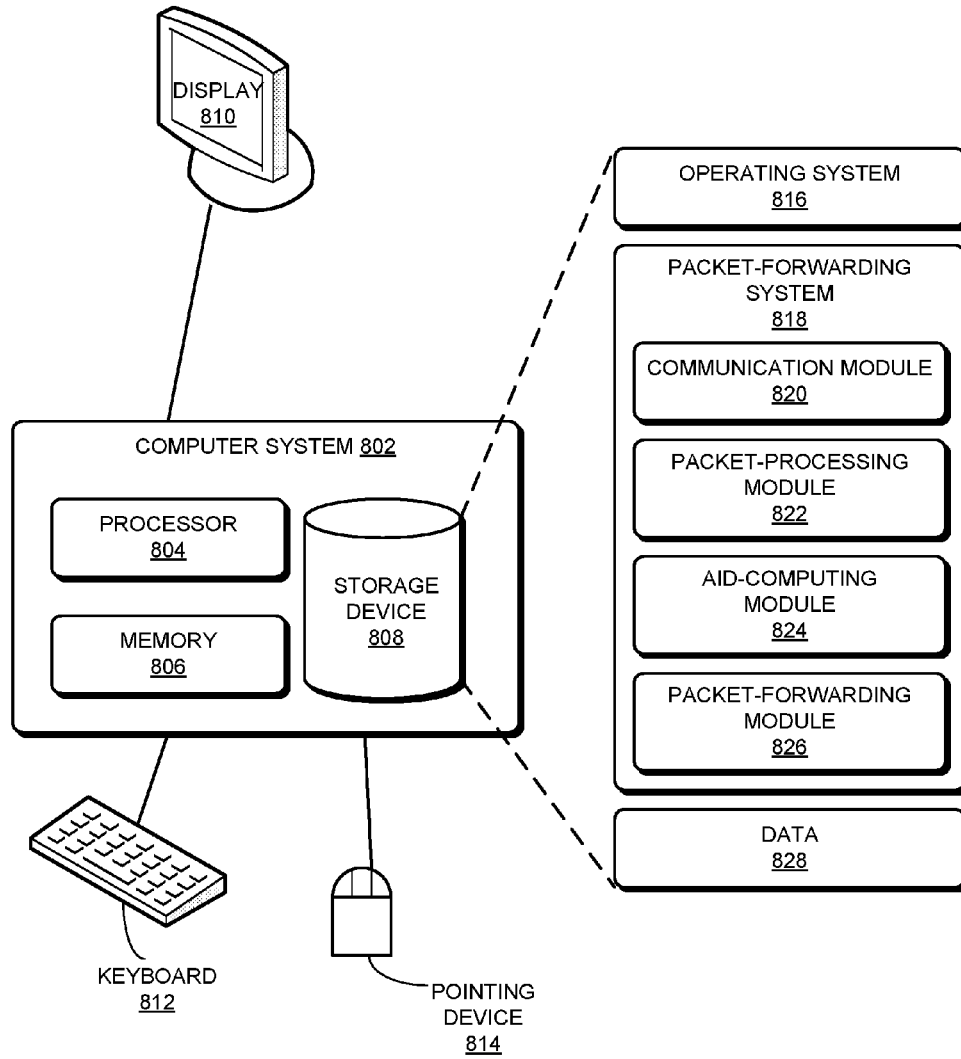 DISPLAY
810
OPERATING SYSTEM
816
PACKET-FORWARDING
SYSTEM
818
COMMUNICATION MODULE
820
PACKET-PROCESSING
MODULE
822
AID-COMPUTING
MODULE
824
PACKET-FORWARDING
MODULE
826
DATA
828
COMPUTER SYSTEM 802
PROCESSOR
804
MEMORY
806
STORAGE
DEVICE
808
KEYBOARD
812
POINTING
DEVICE
814